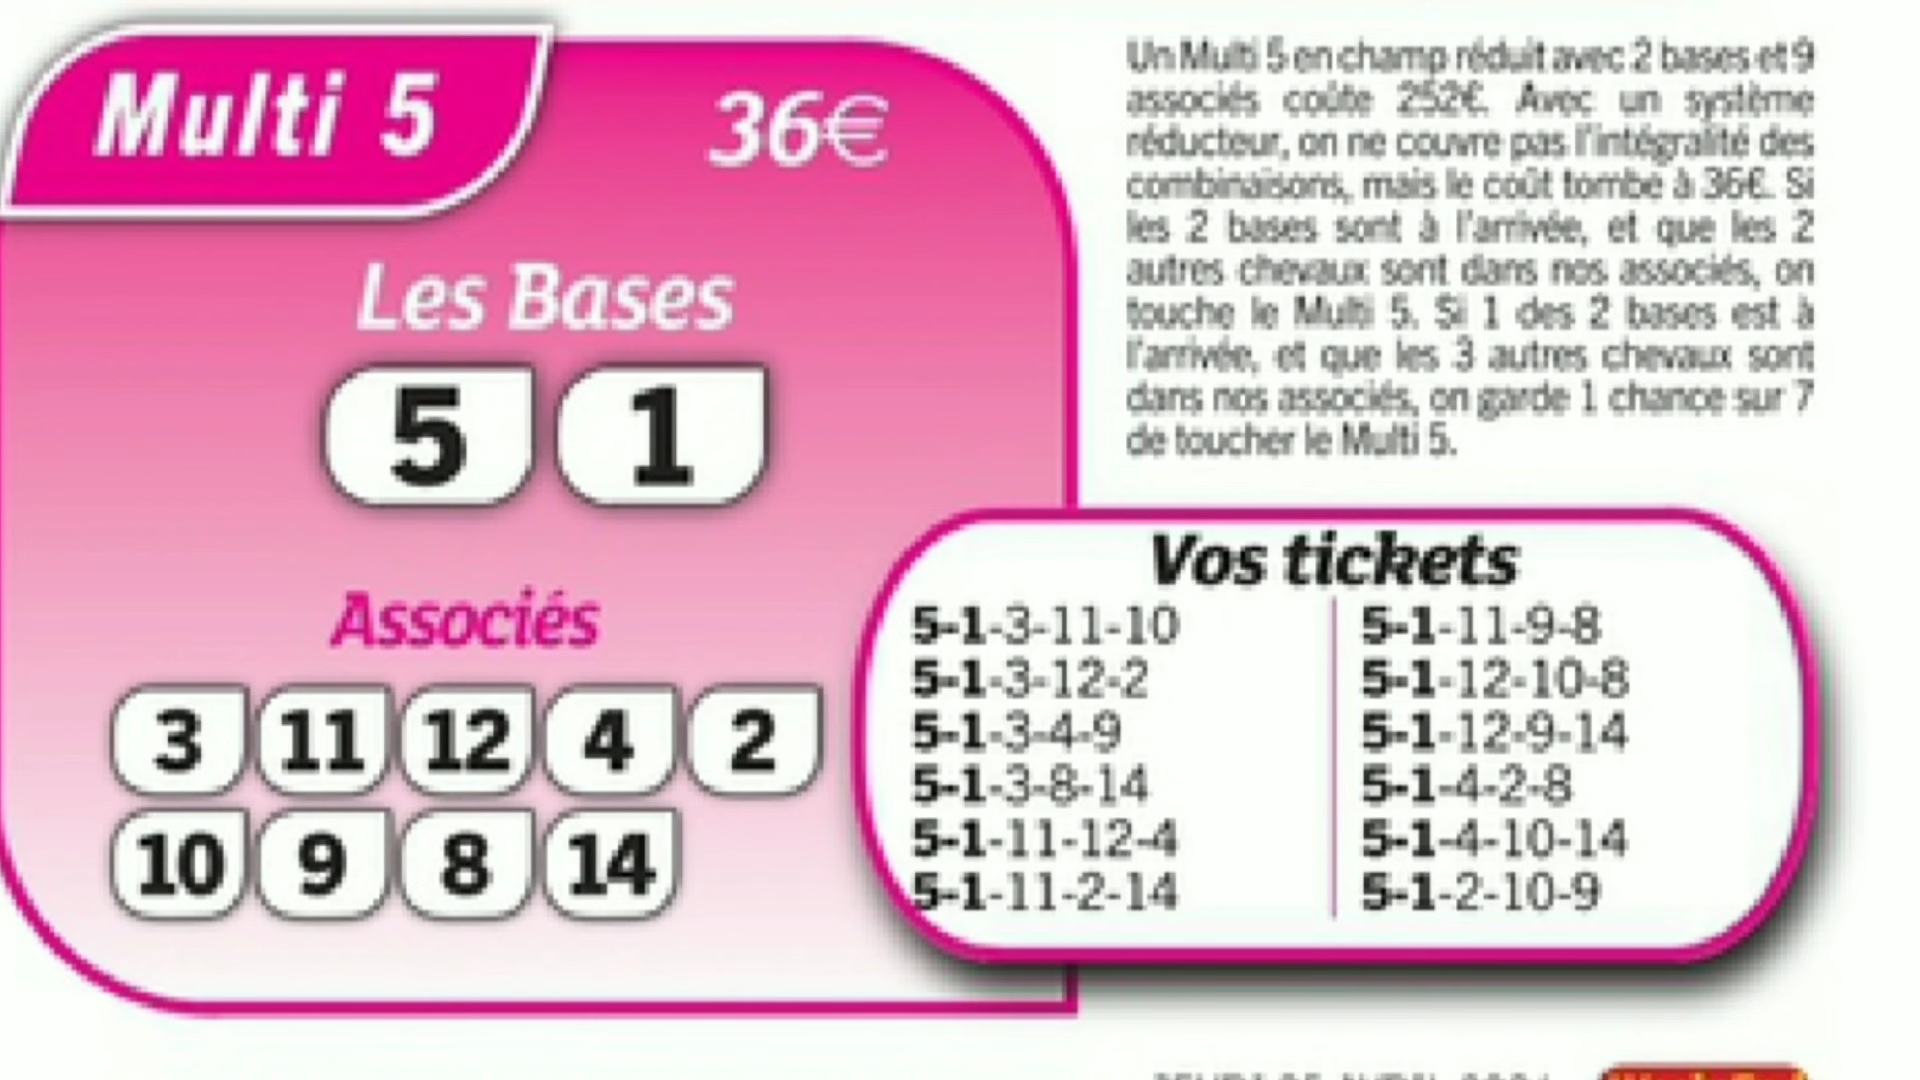 Multi 5
36€
Les Bases
5 1
Associés
3 11 12 4 2
10 9 8 14
Un Multi 5 en champ réduit avec 2 bases et 9
associés coûte 252€. Avec un système
réducteur, on ne couvre pas l'intégralité des
combinaisons, mais le coût tombe à 36€. Si
les 2 bases sont à l'arrivée, et que les 2
autres chevaux sont dans nos associés, on
touche le Multi 5. Si 1 des 2 bases est à
l'arrivée, et que les 3 autres chevaux sont
dans nos associés, on garde 1 chance sur 7
de toucher le Multi 5.
Vos tickets
5-1-3-11-10
5-1-3-12-2
5-1-3-4-9
5-1-3-8-14
5-1-11-12-4
5-1-11-2-14
5-1-11-9-8
5-1-12-10-8
5-1-12-9-14
5-1-4-2-8
5-1-4-10-14
5-1-2-10-9